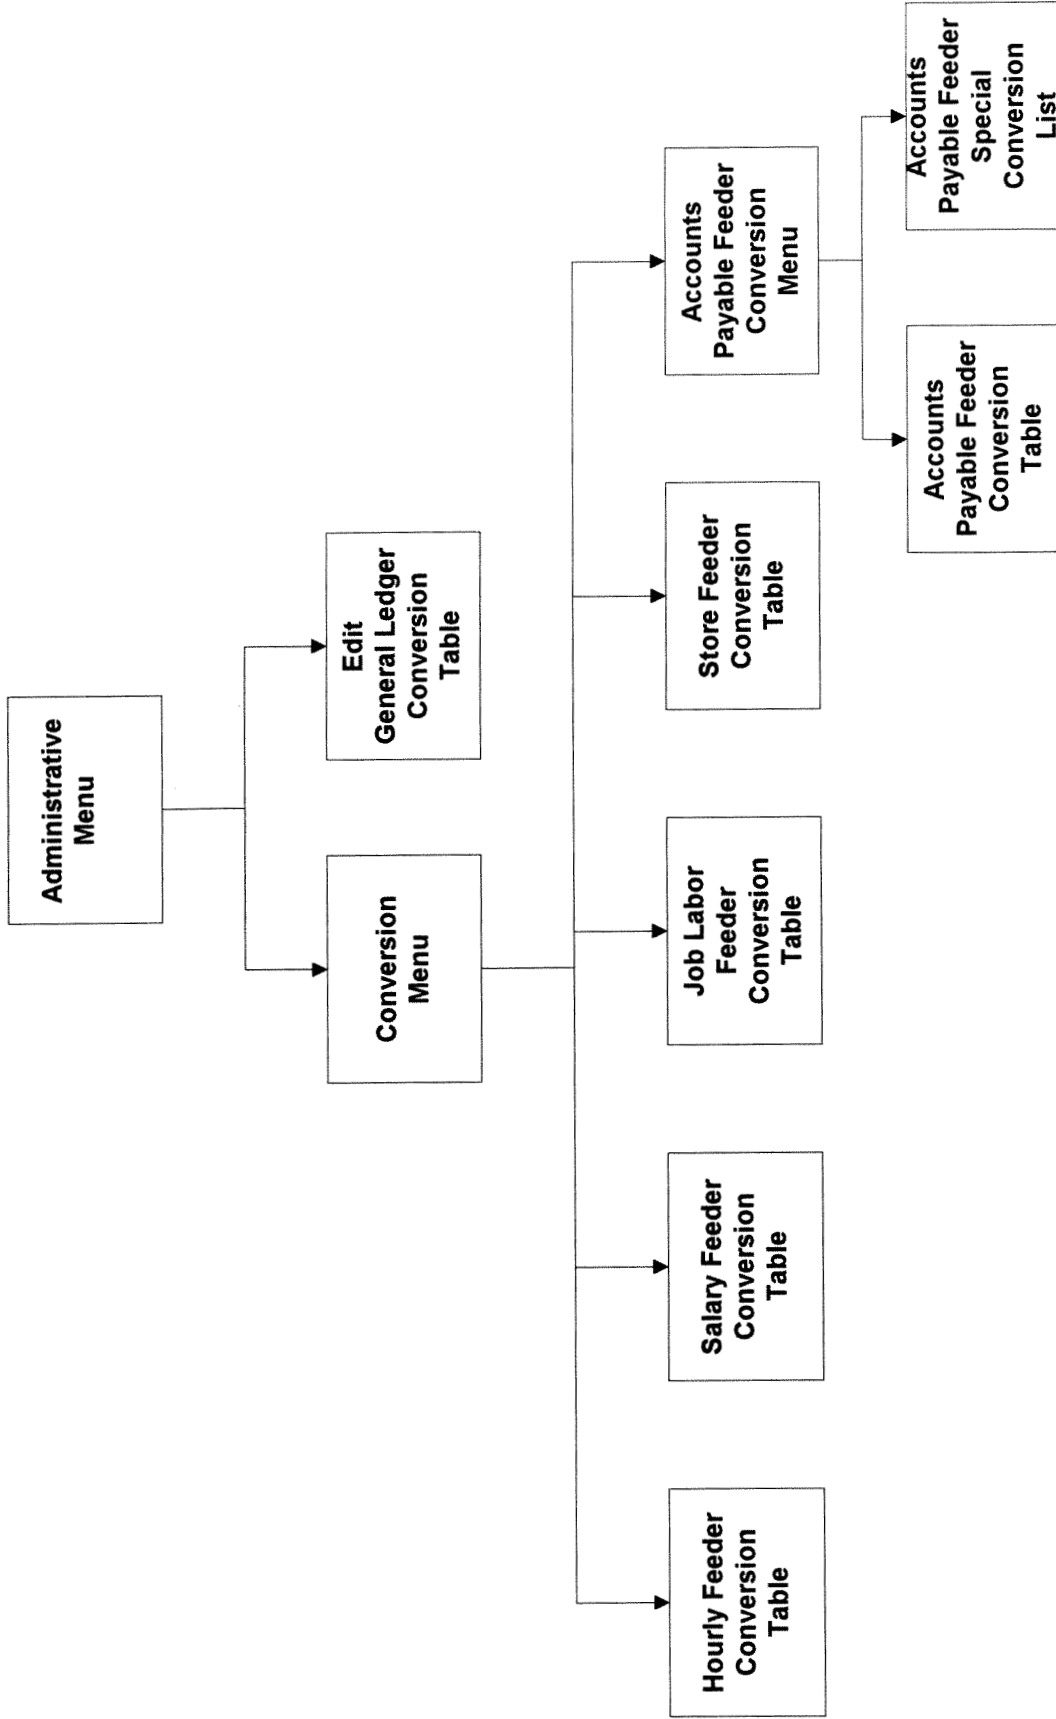 Administrative
Menu
Conversion
Menu
Edit
General Ledger
Conversion
Table
Hourly Feeder
Conversion
Table
Salary Feeder
Conversion
Table
Job Labor
Feeder
Conversion
Table
Store Feeder
Conversion
Table
Accounts
Payable Feeder
Conversion
Menu
Accounts
Payable Feeder
Conversion
Table
Accounts
Payable Feeder
Special
Conversion
List